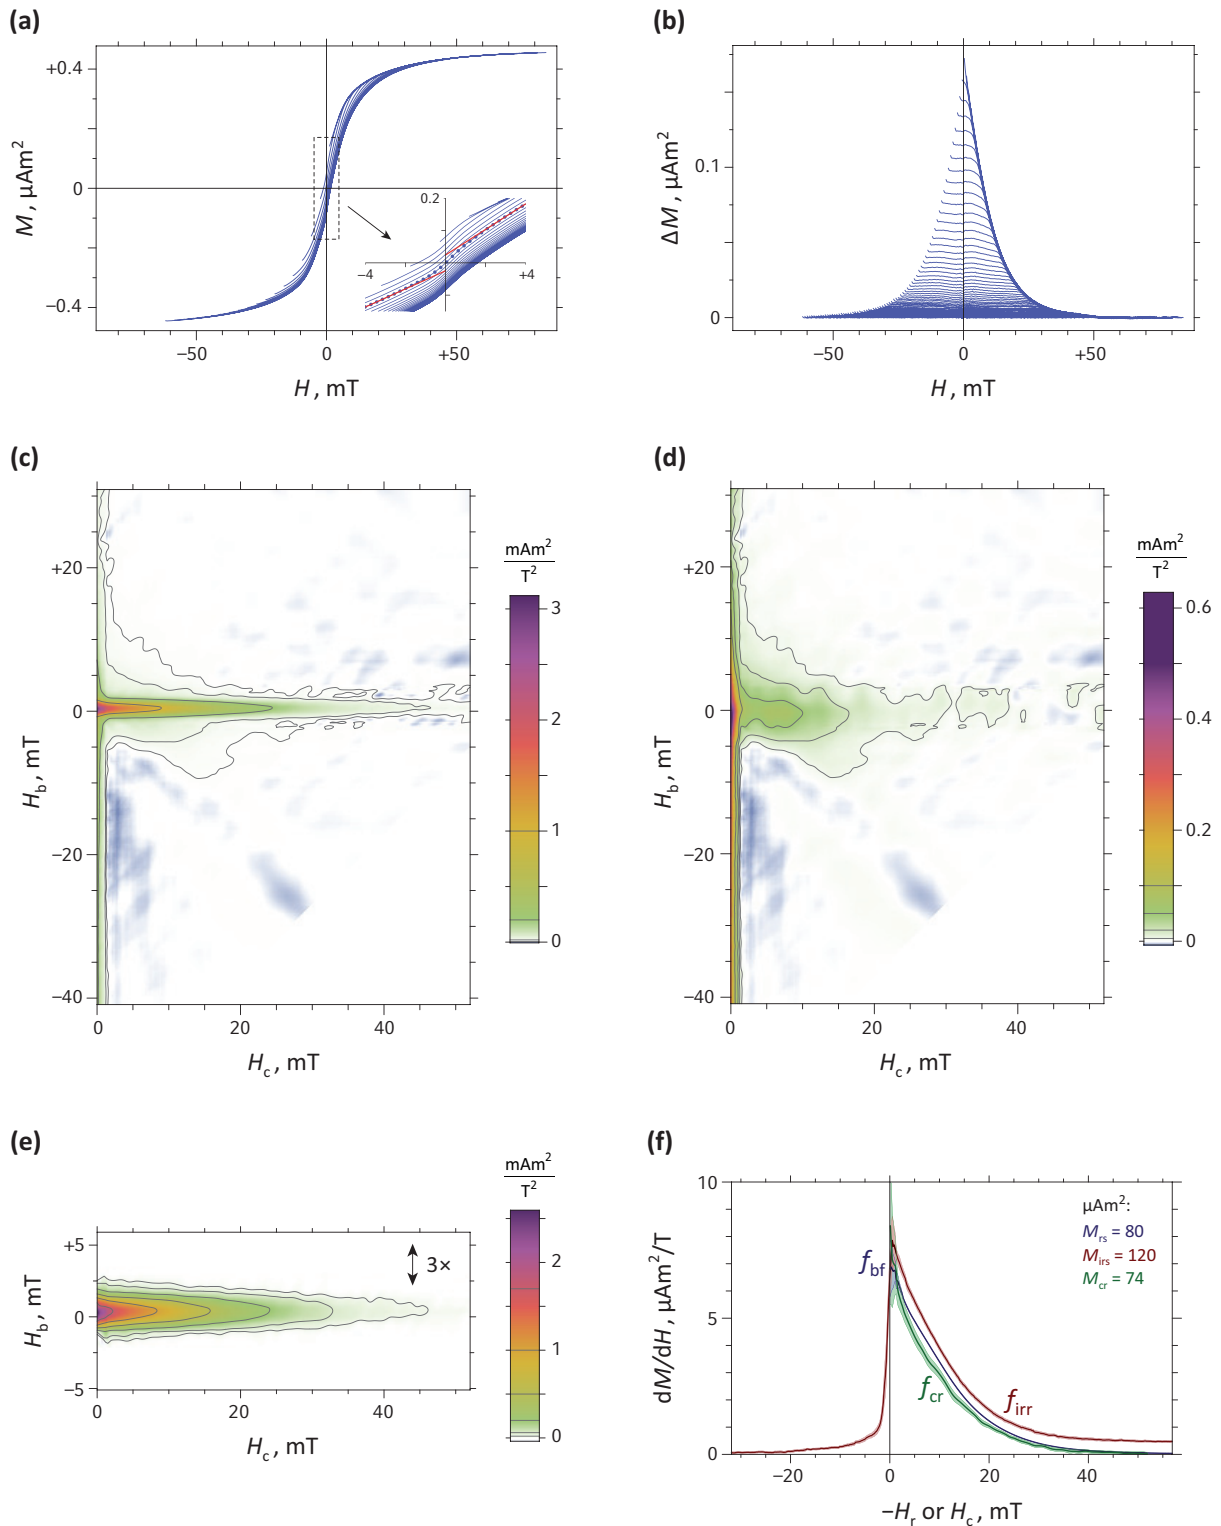 (a)
+0.4
0
−0.4
M, μAm²
−50
0
+50
H, mT
0.2
−4
+4
(b)
0.1
0
ΔM, μAm²
−50
0
+50
H, mT
(c)
+20
0
−20
−40
H_b, mT
0
20
40
H_c, mT
mAm²
T²
3
2
1
0
(d)
+20
0
−20
−40
H_b, mT
0
20
40
H_c, mT
mAm²
T²
0.6
0.4
0.2
0
(e)
+5
0
−5
H_b, mT
3×
0
20
40
H_c, mT
mAm²
T²
2
1
0
(f)
10
5
0
dM/dH, μAm²/T
μAm²:
M_rs = 80
M_irs = 120
M_cr = 74
f_bf
f_cr
f_irr
−20
0
20
40
−H_r or H_c, mT